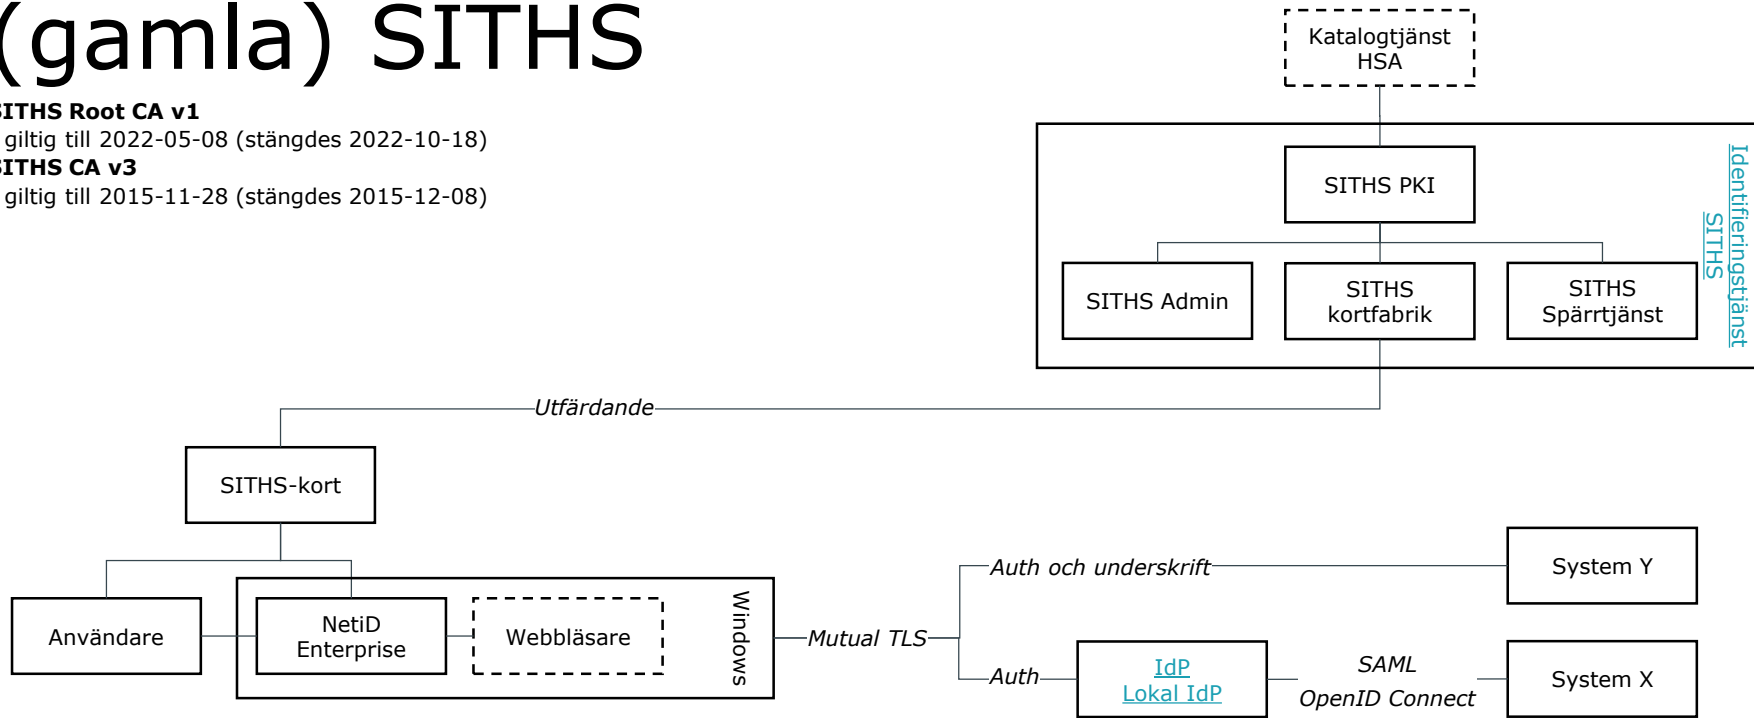 (gamla) SITHS
SITHS Root CA v1
giltig till 2022-05-08 (stängdes 2022-10-18)
SITHS CA v3
giltig till 2015-11-28 (stängdes 2015-12-08)
Katalogtjänst
HSA
SITHS PKI
Identifieringstjänst
SITHS
SITHS Admin
SITHS
kortfabrik
SITHS
Spärrtjänst
Utfärdande
SITHS-kort
Användare
NetiD
Enterprise
Webbläsare
Windows
Mutual TLS
Auth och underskrift
System Y
Auth
IdP
Lokal IdP
SAML
OpenID Connect
System X